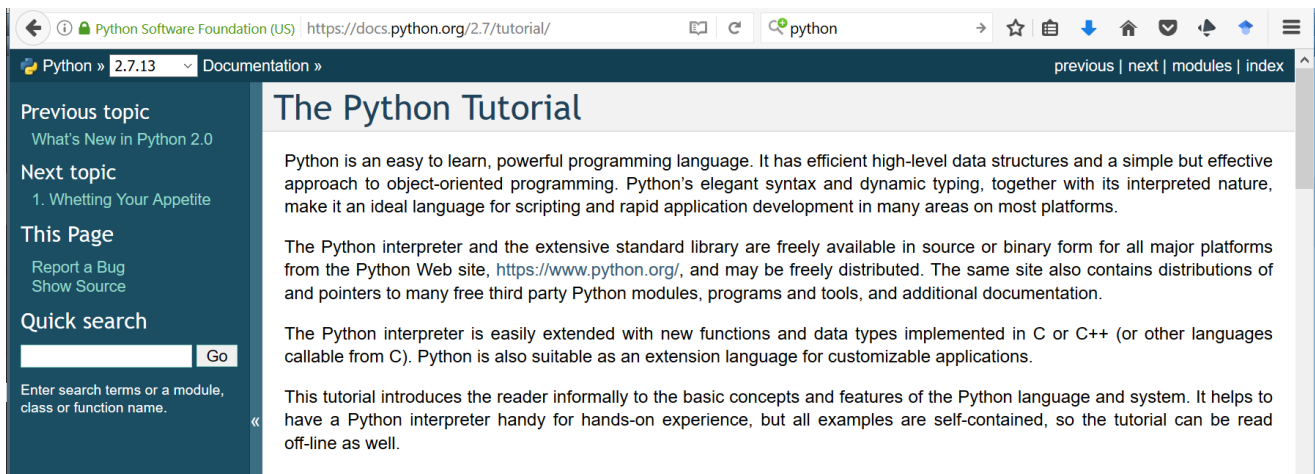 Python Software Foundation (US) https://docs.python.org/2.7/tutorial/ python
Python » 2.7.13 Documentation » previous | next | modules | index
Previous topic
What's New in Python 2.0
Next topic
1. Whetting Your Appetite
This Page
Report a Bug
Show Source
Quick search
Go
Enter search terms or a module,
class or function name.
«
The Python Tutorial
Python is an easy to learn, powerful programming language. It has efficient high-level data structures and a simple but effective
approach to object-oriented programming. Python's elegant syntax and dynamic typing, together with its interpreted nature,
make it an ideal language for scripting and rapid application development in many areas on most platforms.
The Python interpreter and the extensive standard library are freely available in source or binary form for all major platforms
from the Python Web site, https://www.python.org/, and may be freely distributed. The same site also contains distributions of
and pointers to many free third party Python modules, programs and tools, and additional documentation.
The Python interpreter is easily extended with new functions and data types implemented in C or C++ (or other languages
callable from C). Python is also suitable as an extension language for customizable applications.
This tutorial introduces the reader informally to the basic concepts and features of the Python language and system. It helps to
have a Python interpreter handy for hands-on experience, but all examples are self-contained, so the tutorial can be read
off-line as well.